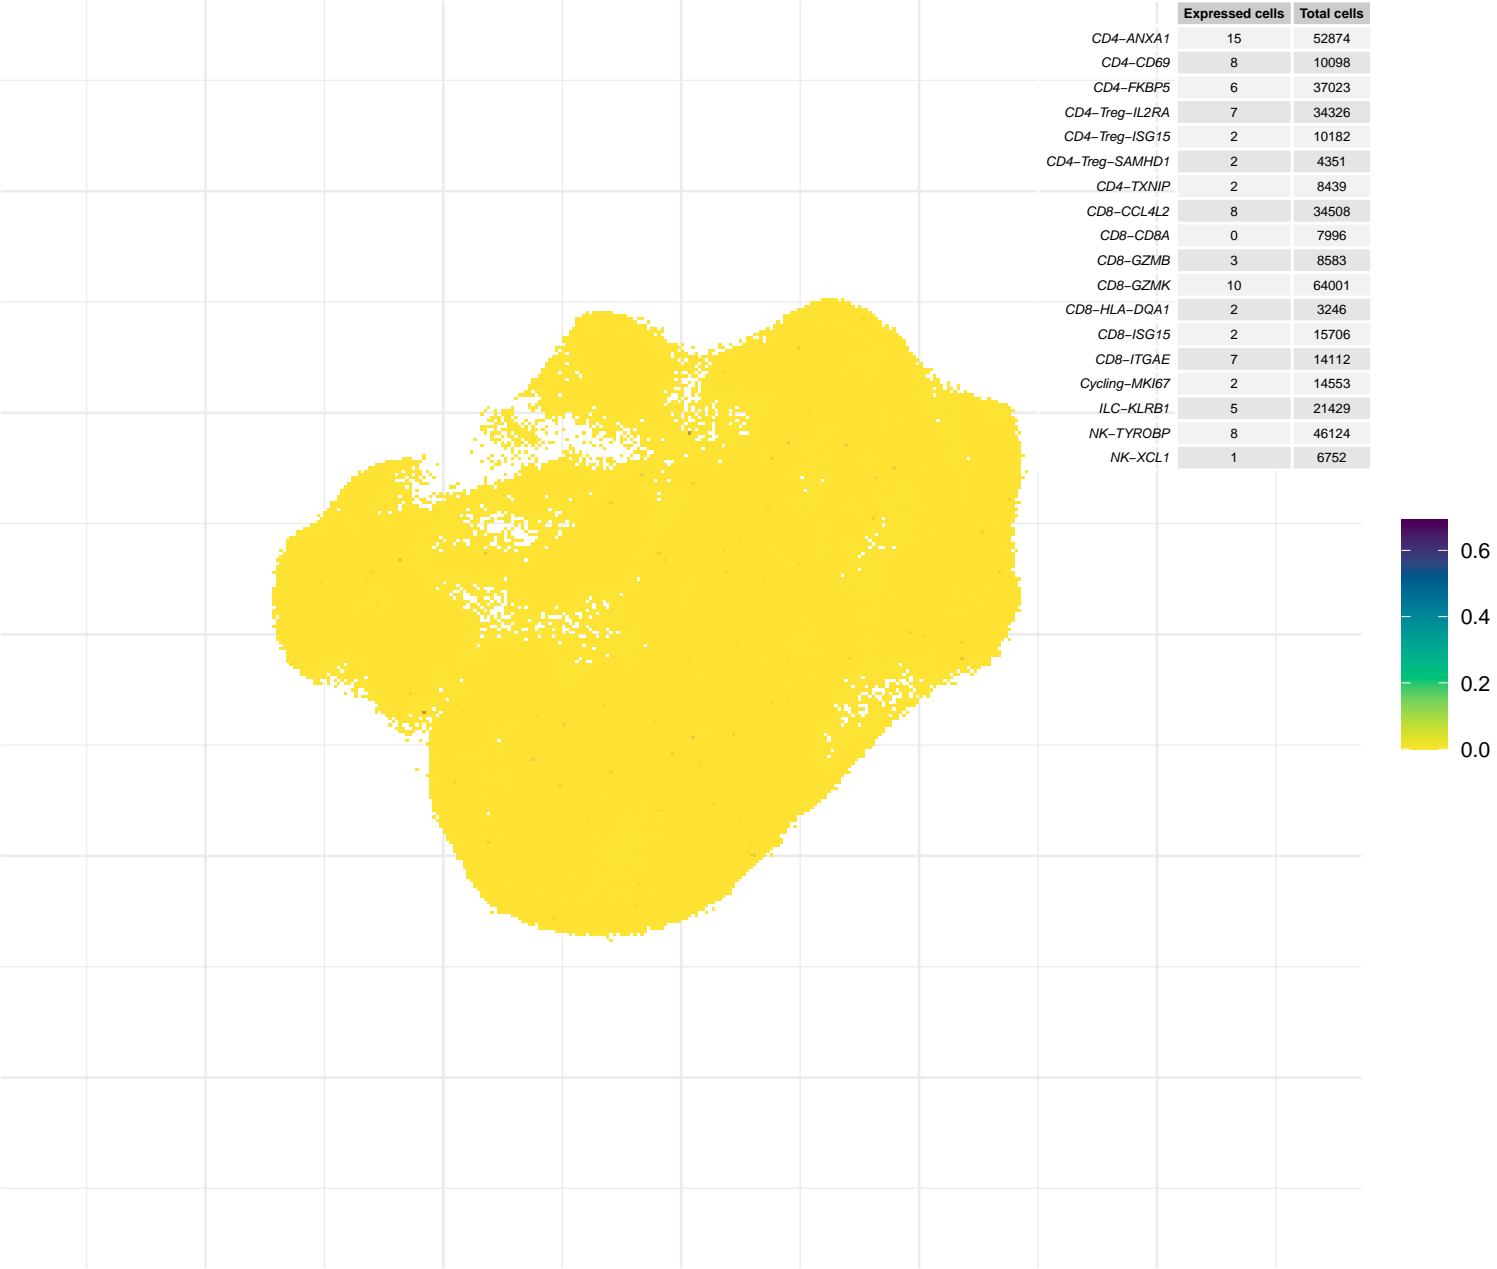 Expressed cells Total cells
CD4−ANXA1 15 52874
CD4−CD69 8 10098
CD4−FKBP5 6 37023
CD4−Treg−IL2RA 7 34326
CD4−Treg−ISG15 2 10182
CD4−Treg−SAMHD1 2 4351
CD4−TXNIP 2 8439
CD8−CCL4L2 8 34508
CD8−CD8A 0 7996
CD8−GZMB 3 8583
CD8−GZMK 10 64001
CD8−HLA−DQA1 2 3246
CD8−ISG15 2 15706
CD8−ITGAE 7 14112
Cycling−MKI67 2 14553
ILC−KLRB1 5 21429
NK−TYROBP 8 46124
NK−XCL1 1 6752
0.6
0.4
0.2
0.0